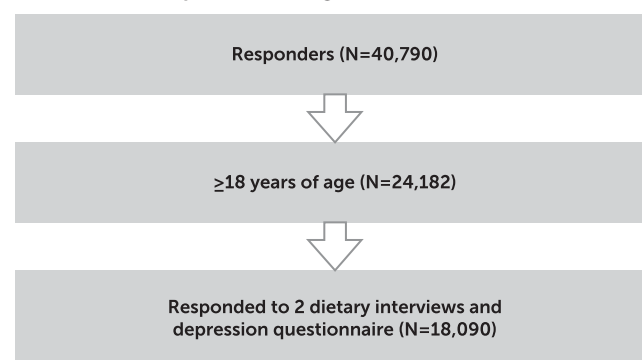 Responders (N=40,790)
≥18 years of age (N=24,182)
Responded to 2 dietary interviews and
depression questionnaire (N=18,090)